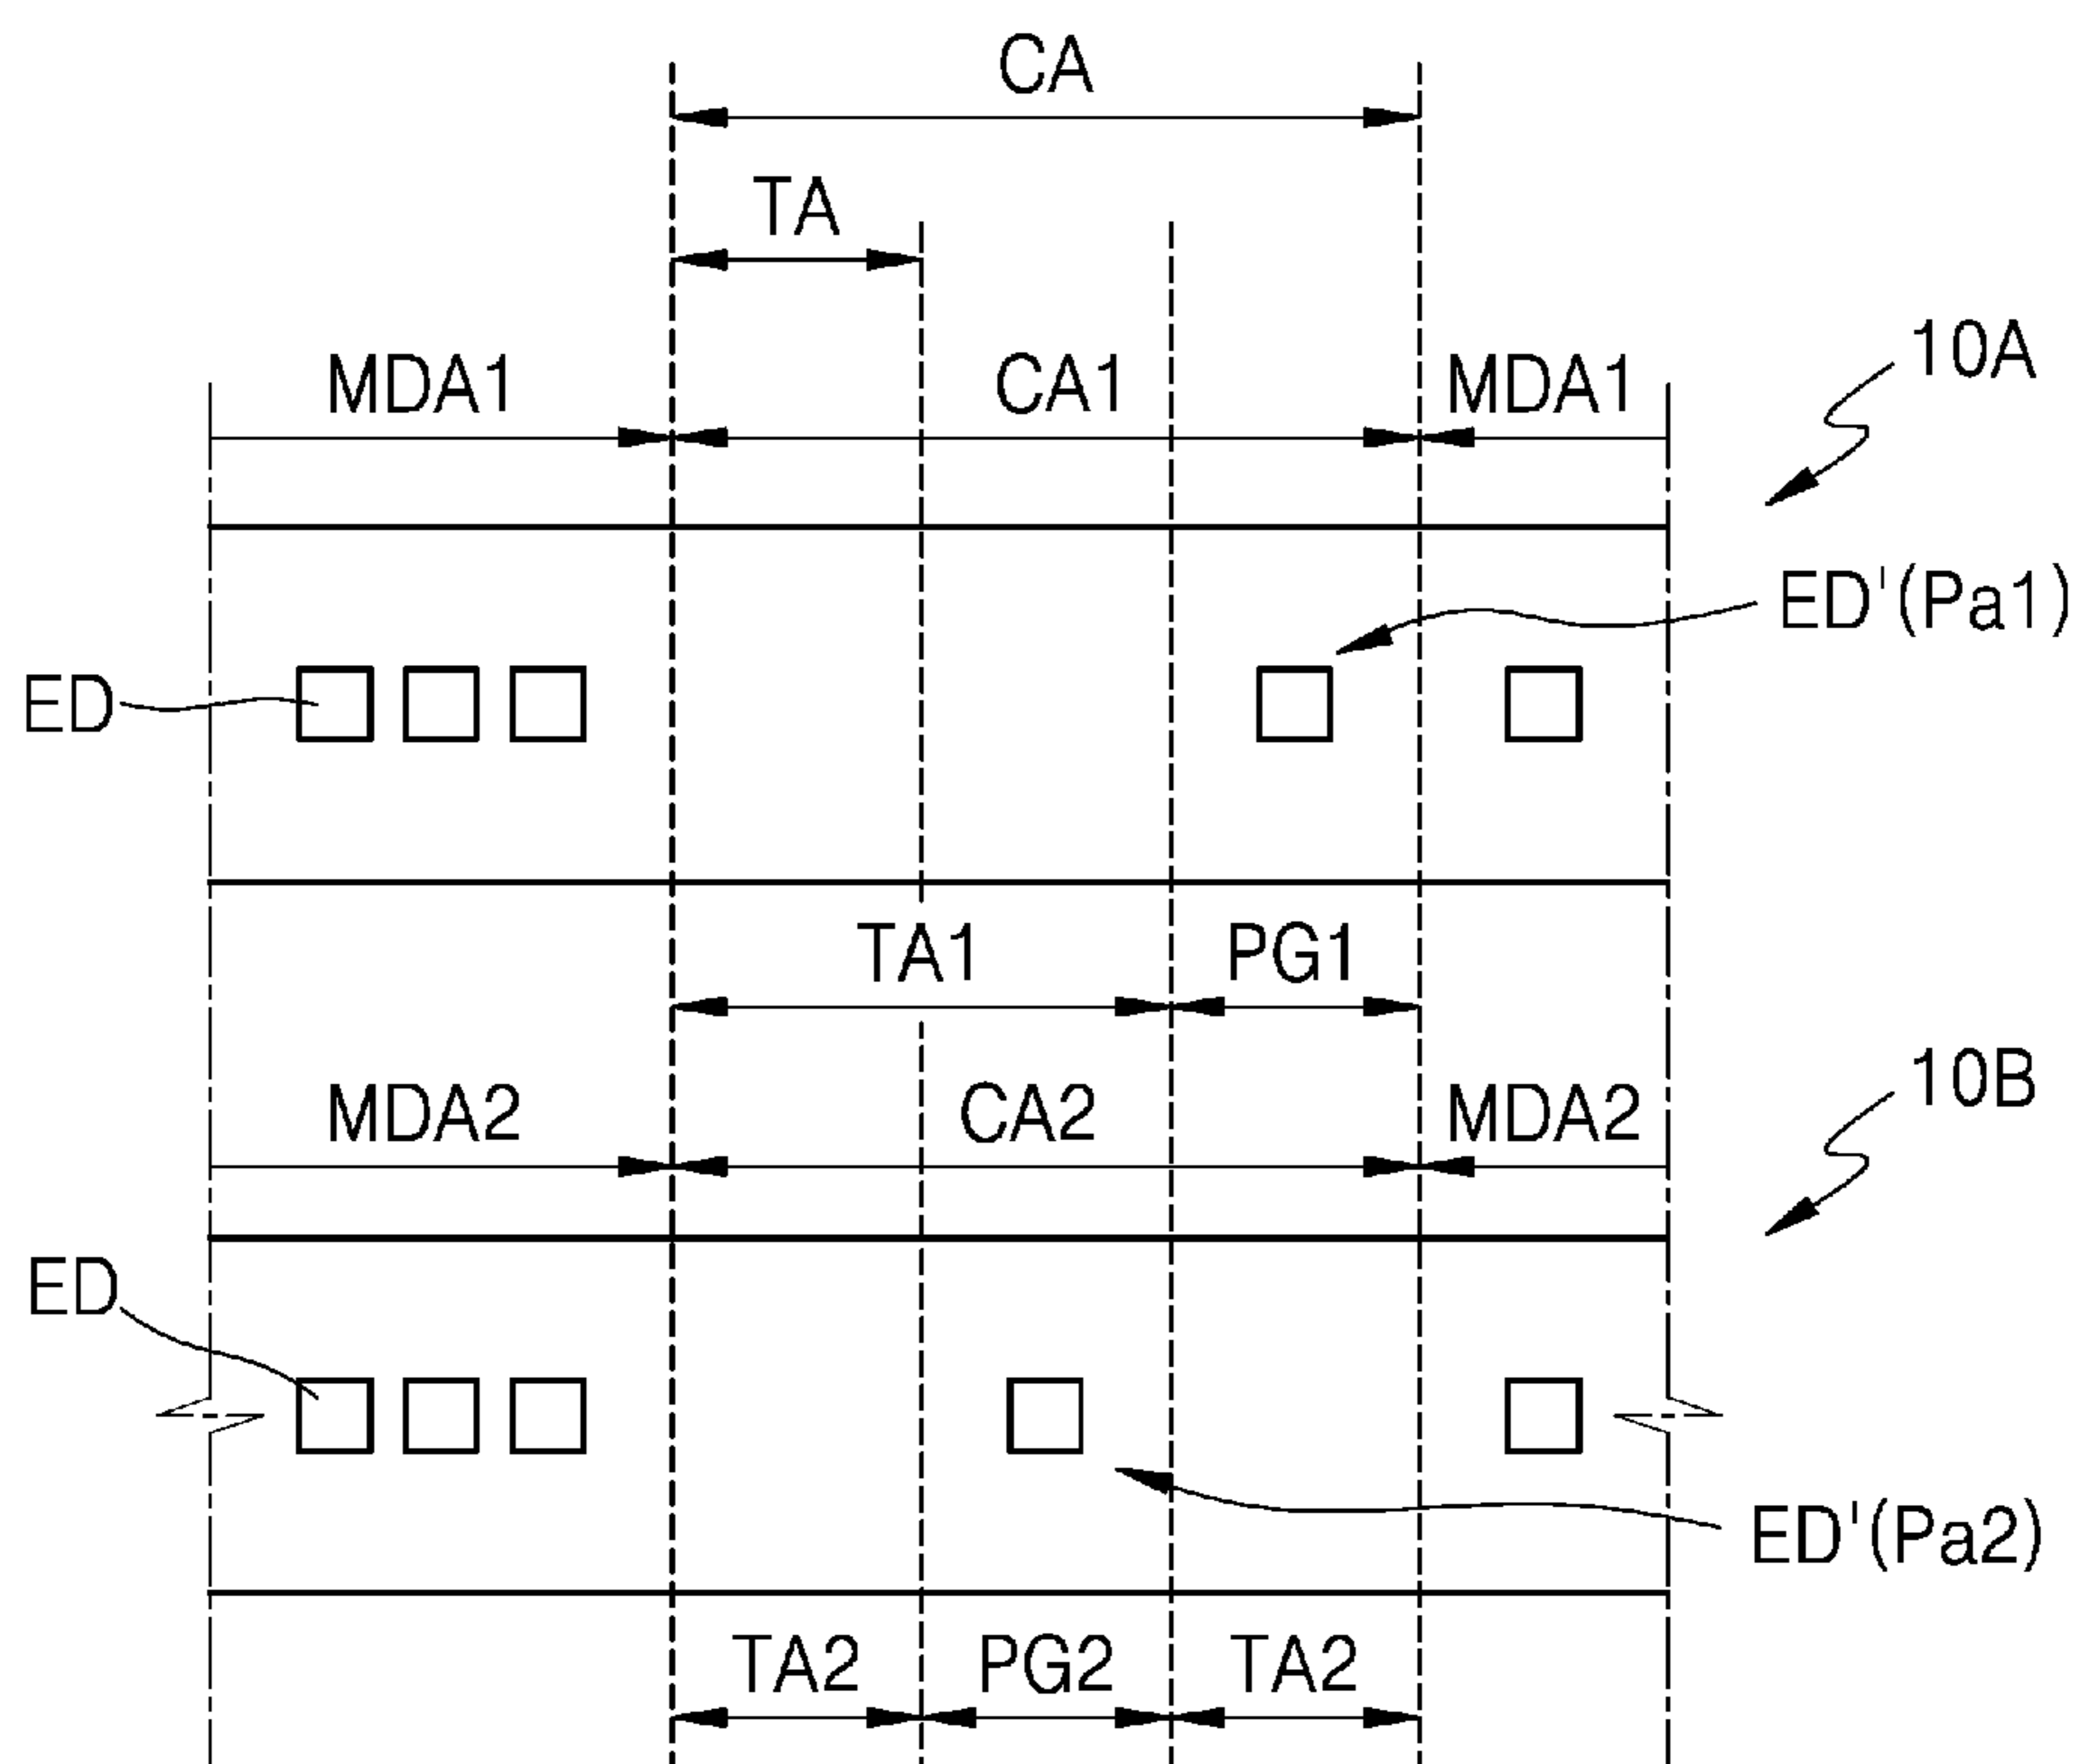 CA
TA
MDA1 CA1 MDA1 10A
ED'(Pa1)
ED
TA1 PG1
MDA2 CA2 MDA2 10B
ED
ED'(Pa2)
TA2 PG2 TA2